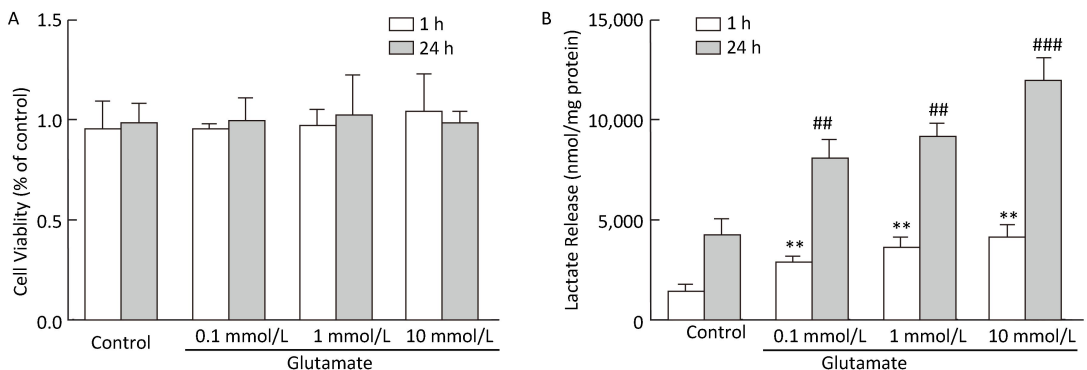 A
1.5
1.0
0.5
0.0
Cell Viablity (% of control)
1 h
24 h
Control
0.1 mmol/L
1 mmol/L
10 mmol/L
Glutamate
B
15,000
10,000
5,000
0
Lactate Release (nmol/mg protein)
1 h
24 h
**
##
**
##
**
###
Control
0.1 mmol/L
1 mmol/L
10 mmol/L
Glutamate